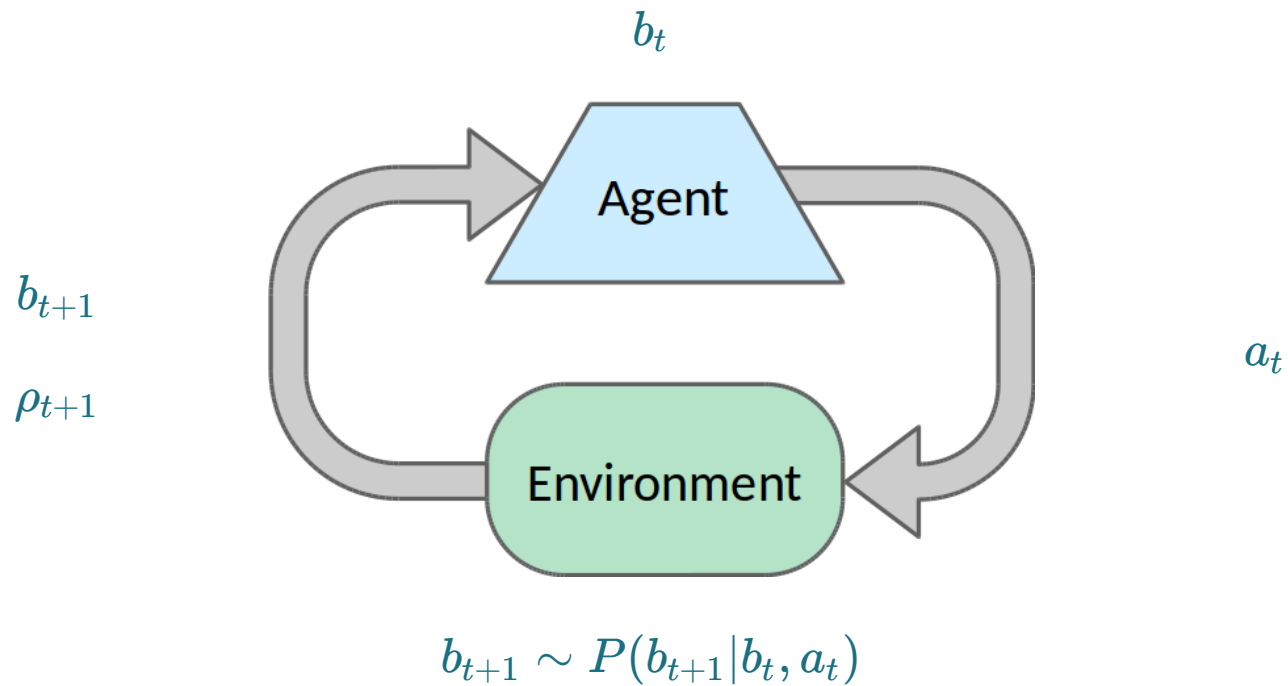 b_t
Agent
b_{t+1}
a_t
ρ_{t+1}
Environment
b_{t+1} ∼ P(b_{t+1}|b_t, a_t)